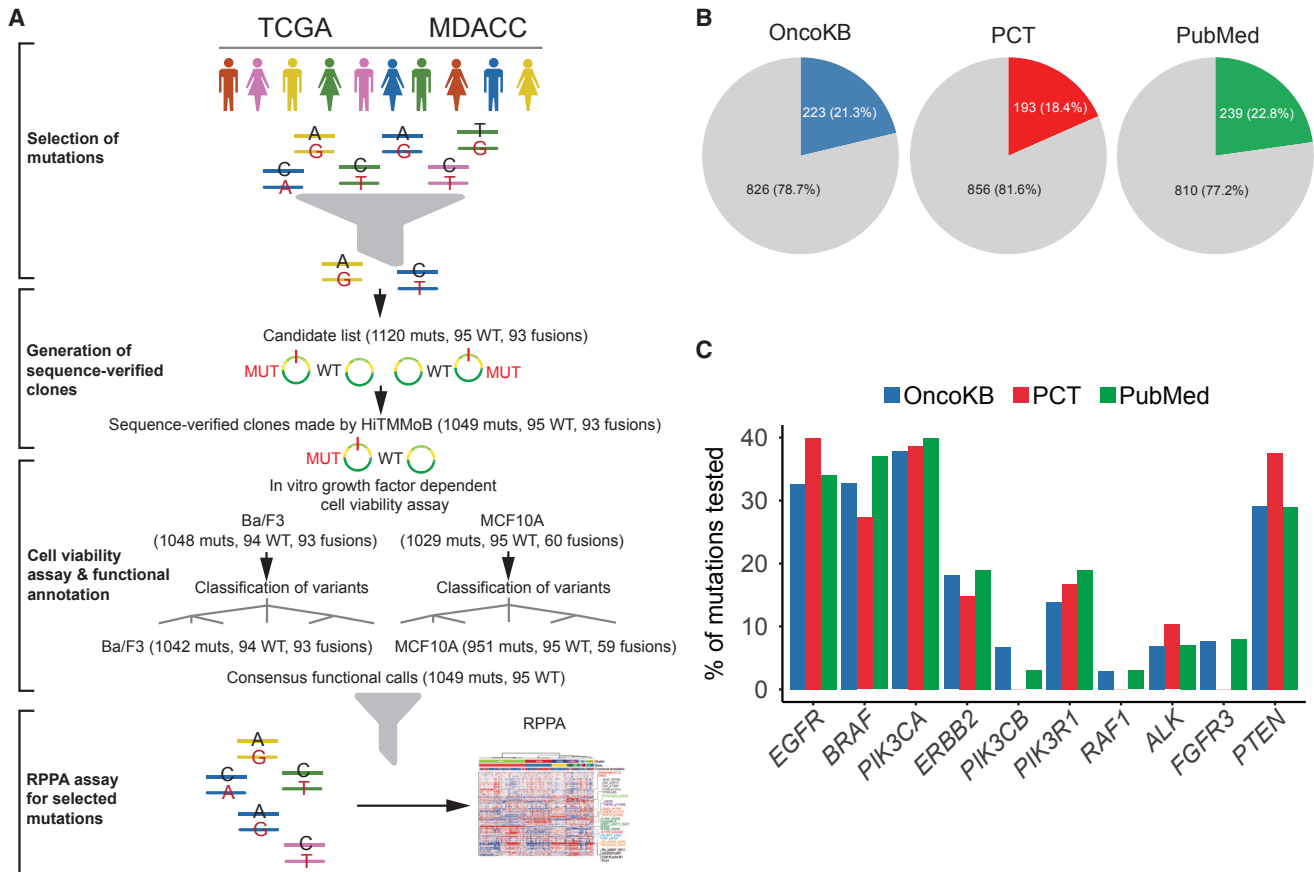 A
TCGA MDACC
Selection of
mutations
A
G
A
G
T
G
C
A
C
T
C
T
A
G
C
T
Candidate list (1120 muts, 95 WT, 93 fusions)
Generation of
sequence-verified
clones
MUT WT WT MUT
Sequence-verified clones made by HiTMMoB (1049 muts, 95 WT, 93 fusions)
MUT WT
In vitro growth factor dependent
cell viability assay
Cell viability
assay & functional
annotation
Ba/F3
(1048 muts, 94 WT, 93 fusions)
MCF10A
(1029 muts, 95 WT, 60 fusions)
Classification of variants
Classification of variants
Ba/F3 (1042 muts, 94 WT, 93 fusions)
MCF10A (951 muts, 95 WT, 59 fusions)
Consensus functional calls (1049 muts, 95 WT)
RPPA assay
for selected
mutations
A
G
C
A
C
T
A
G
C
T
RPPA
B
OncoKB
223 (21.3%)
826 (78.7%)
PCT
193 (18.4%)
856 (81.6%)
PubMed
239 (22.8%)
810 (77.2%)
C
OncoKB PCT PubMed
% of mutations tested
40
30
20
10
0
EGFR
BRAF
PIK3CA
ERBB2
PIK3CB
PIK3R1
RAF1
ALK
FGFR3
PTEN